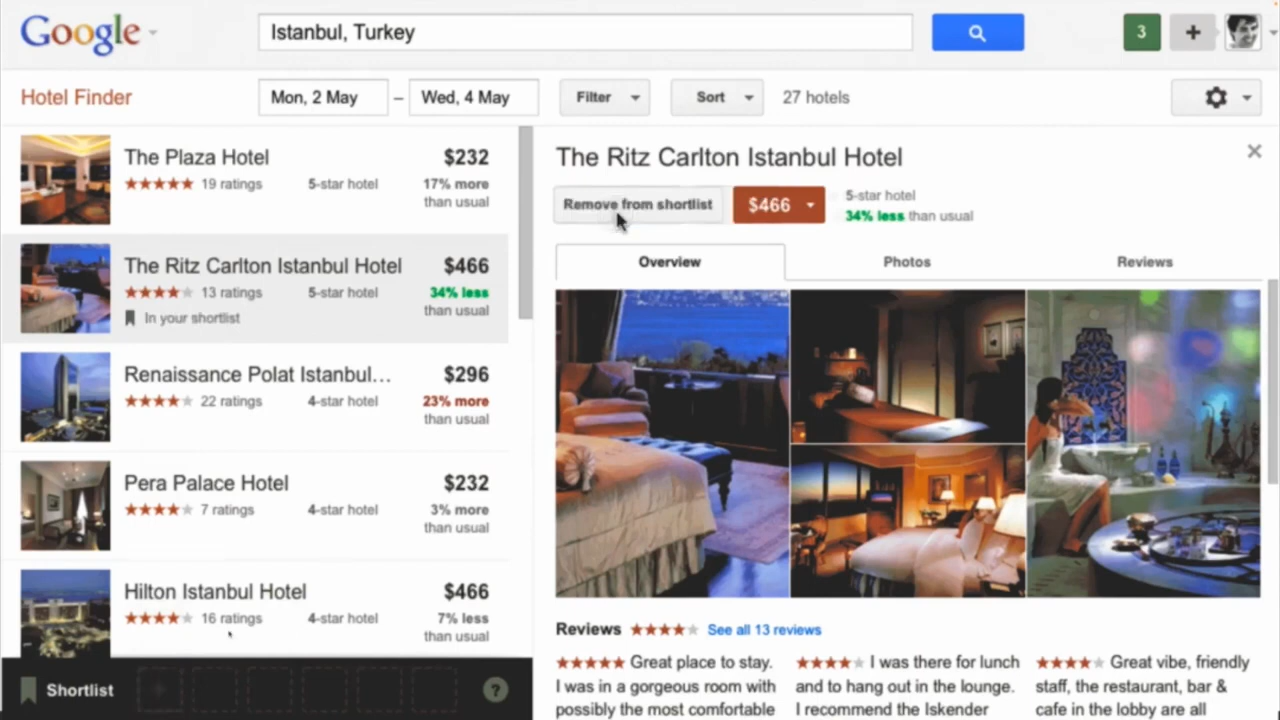 Google
Istanbul, Turkey
3
+
Hotel Finder
Mon, 2 May – Wed, 4 May
Filter
Sort
27 hotels
The Plaza Hotel $232
★★★★★ 19 ratings 5-star hotel 17% more
than usual
The Ritz Carlton Istanbul Hotel $466
★★★★★ 13 ratings 5-star hotel 34% less
In your shortlist than usual
Renaissance Polat Istanbul... $296
★★★★★ 22 ratings 4-star hotel 23% more
than usual
Pera Palace Hotel $232
★★★★★ 7 ratings 4-star hotel 3% more
than usual
Hilton Istanbul Hotel $466
★★★★★ 16 ratings 4-star hotel 7% less
than usual
Shortlist
?
The Ritz Carlton Istanbul Hotel
Remove from shortlist
$466
5-star hotel
34% less than usual
Overview
Photos
Reviews
Reviews ★★★★★ See all 13 reviews
★★★★★ Great place to stay.
I was in a gorgeous room with
possibly the most comfortable
★★★★★ I was there for lunch
and to hang out in the lounge.
I recommend the Iskender
★★★★★ Great vibe, friendly
staff, the restaurant, bar &
cafe in the lobby are all